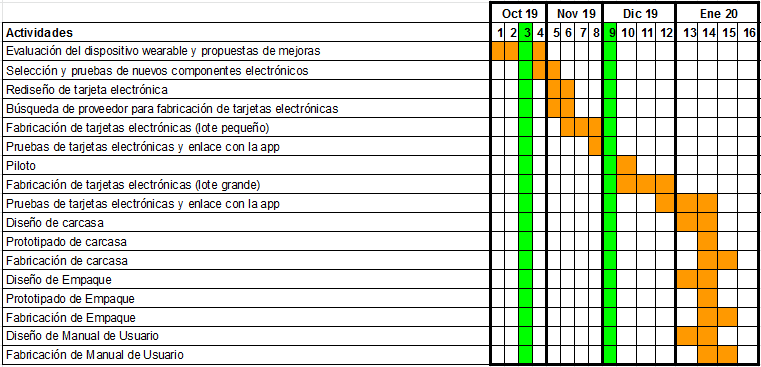 Oct 19 Nov 19 Dic 19 Ene 20
Actividades 1 2 3 4 5 6 7 8 9 10 11 12 13 14 15 16
Evaluación del dispositivo wearable y propuestas de mejoras
Selección y pruebas de nuevos componentes electrónicos
Rediseño de tarjeta electrónica
Búsqueda de proveedor para fabricación de tarjetas electrónicas
Fabricación de tarjetas electrónicas (lote pequeño)
Pruebas de tarjetas electrónicas y enlace con la app
Piloto
Fabricación de tarjetas electrónicas (lote grande)
Pruebas de tarjetas electrónicas y enlace con la app
Diseño de carcasa
Prototipado de carcasa
Fabricación de carcasa
Diseño de Empaque
Prototipado de Empaque
Fabricación de Empaque
Diseño de Manual de Usuario
Fabricación de Manual de Usuario